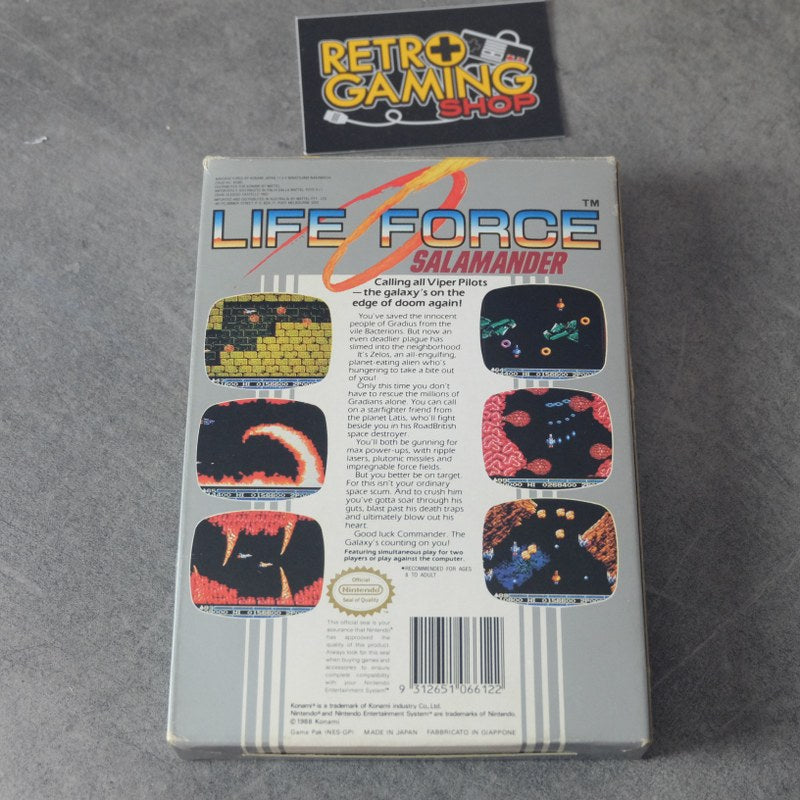 RETRO
GAMING
SHOP
LIFE FORCE™
SALAMANDER
Calling all Viper Pilots
—the galaxy's on the
edge of doom again!
You've saved the innocent
people of Gradius from the
vile Bacterions. But now an
even deadlier plague has
slimed into the neighborhood.
It's Zelos, an all-engulfing,
planet-eating alien who's
hungering to take a bite out
of you!
Only this time you don't
have to rescue the millions of
Gradians alone. You can call
on a starfighter friend from
the planet Latis, who'll fight
beside you in his RoadBritish
space destroyer.
You'll both be gunning for
max power-ups, with ripple
lasers, plutonic missiles and
impregnable force fields.
But you better be on target.
For this isn't your ordinary
space scum. And to crush him
you've gotta soar through his
guts, blast past his death traps
and ultimately blow out his
heart.
Good luck Commander. The
Galaxy's counting on you!
Featuring simultaneous play for two
players or play against the computer.
•RECOMMENDED FOR AGES
8 TO ADULT
Official
Nintendo
Seal of Quality
This official seal is your
assurance that Nintendo®
has approved the
quality of this product.
Always look for this seal
when buying games and
accessories to ensure
complete compatibility
with your Nintendo
Entertainment System®
9 312651 066122
Konami® is a trademark of Konami Industry Co., Ltd.
Nintendo® and Nintendo Entertainment System® are trademarks of Nintendo.
©1988 Konami
Game Pak (NES-GP) MADE IN JAPAN FABBRICATO IN GIAPPONE